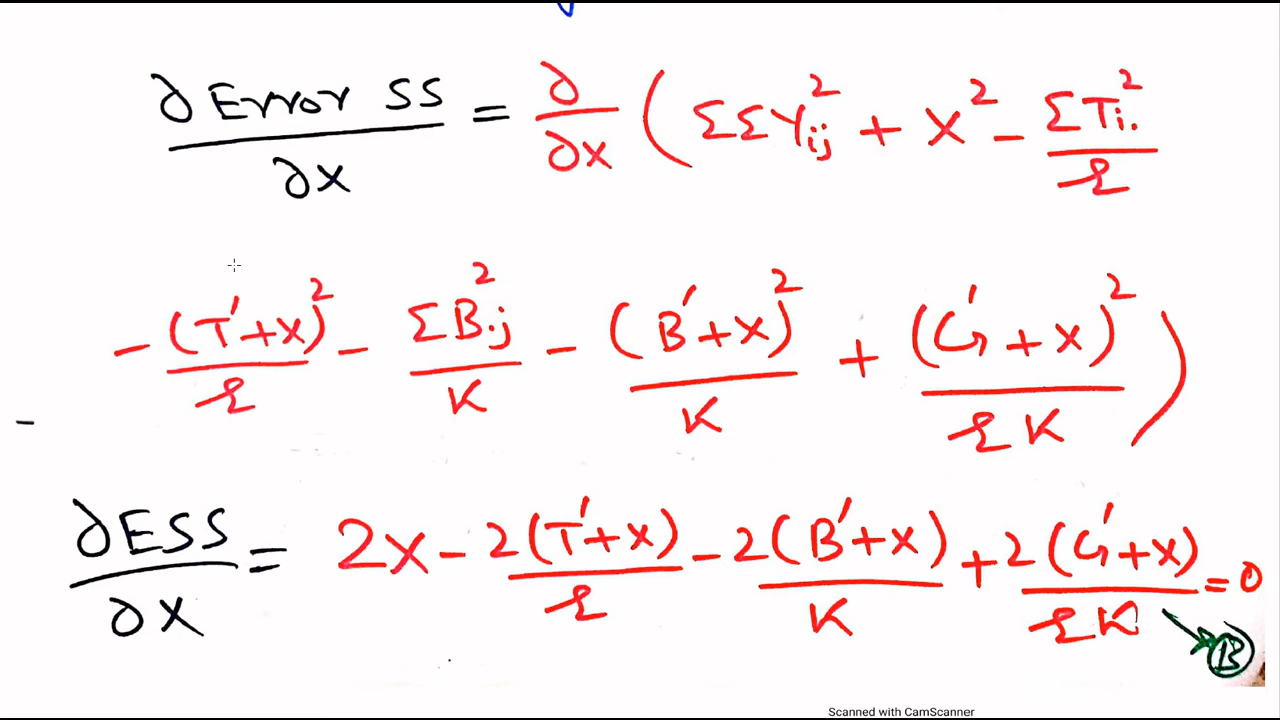 ∂ Error SS / ∂x = ∂/∂x ( ΣΣY²ij + x² − ΣT²i. / r
− (T'+x)² / r − ΣB².j / K − (B'+x)² / K + (G'+x)² / rK )
−
∂ESS / ∂x = 2x − 2(T'+x) / r − 2(B'+x) / K + 2(G'+x) / rK = 0
B
Scanned with CamScanner